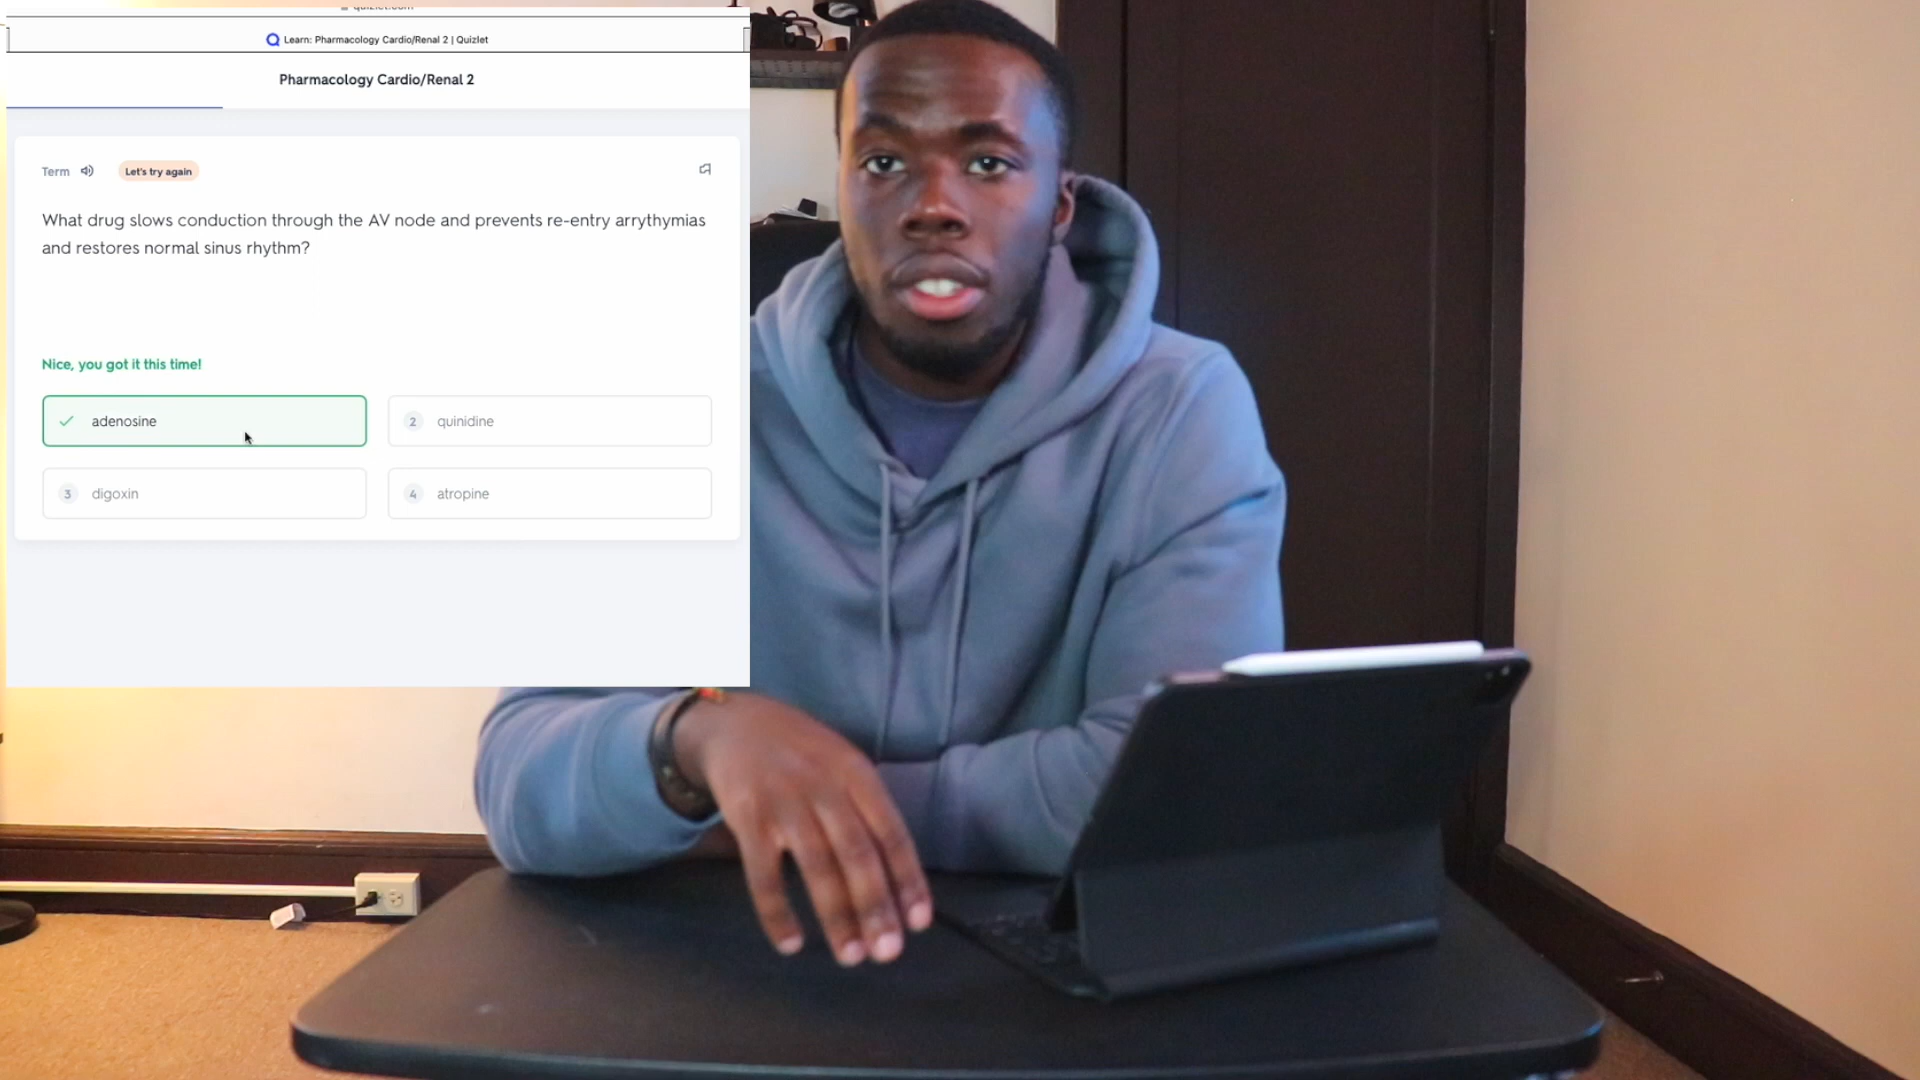 quizlet.com
Learn: Pharmacology Cardio/Renal 2 | Quizlet
Pharmacology Cardio/Renal 2
Term Let's try again
What drug slows conduction through the AV node and prevents re-entry arrythymias
and restores normal sinus rhythm?
Nice, you got it this time!
adenosine
2 quinidine
3 digoxin
4 atropine